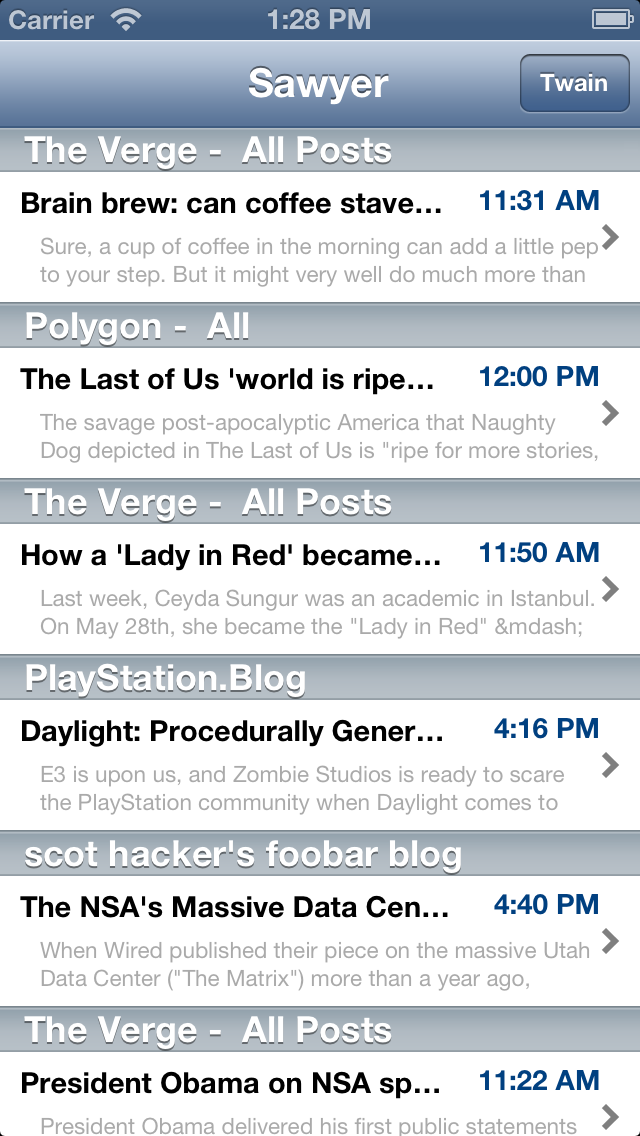 Carrier 1:28 PM
Sawyer Twain
The Verge - All Posts
Brain brew: can coffee stave... 11:31 AM
Sure, a cup of coffee in the morning can add a little pep
to your step. But it might very well do much more than
Polygon - All
The Last of Us 'world is ripe... 12:00 PM
The savage post-apocalyptic America that Naughty
Dog depicted in The Last of Us is "ripe for more stories,
The Verge - All Posts
How a 'Lady in Red' became... 11:50 AM
Last week, Ceyda Sungur was an academic in Istanbul.
On May 28th, she became the "Lady in Red" &mdash;
PlayStation.Blog
Daylight: Procedurally Gener... 4:16 PM
E3 is upon us, and Zombie Studios is ready to scare
the PlayStation community when Daylight comes to
scot hacker's foobar blog
The NSA's Massive Data Cen... 4:40 PM
When Wired published their piece on the massive Utah
Data Center ("The Matrix") more than a year ago,
The Verge - All Posts
President Obama on NSA sp... 11:22 AM
President Obama delivered his first public statements